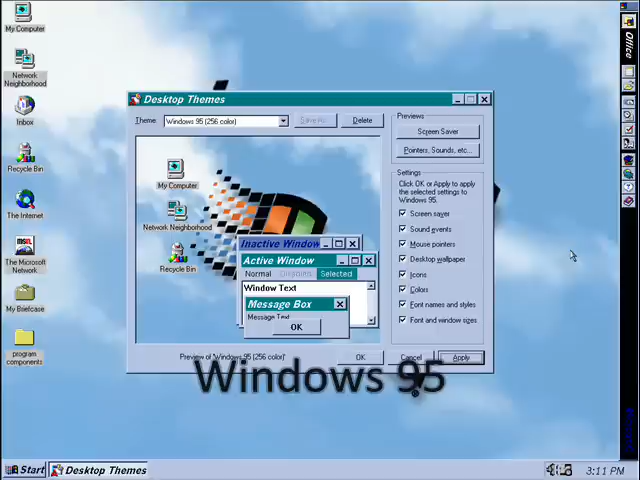 My Computer
Network
Neighborhood
Inbox
Recycle Bin
The Internet
The Microsoft
Network
My Briefcase
program
components
Office
Desktop Themes
Theme
Windows 95 (256 color)
Save As...
Delete
Previews
Screen Saver
Pointers, Sounds, etc...
Settings
Click OK or Apply to apply
the selected settings to
Windows 95.
Screen saver
Sound events
Mouse pointers
Desktop wallpaper
Icons
Colors
Font names and styles
Font and window sizes
My Computer
Network Neighborhood
Recycle Bin
Inactive Window
Active Window
Normal Disabled Selected
Window Text
Message Box
Message Text
OK
Preview of 'Windows 95 (256 color)'
OK
Cancel
Apply
Windows 95
Start
Desktop Themes
3:11 PM